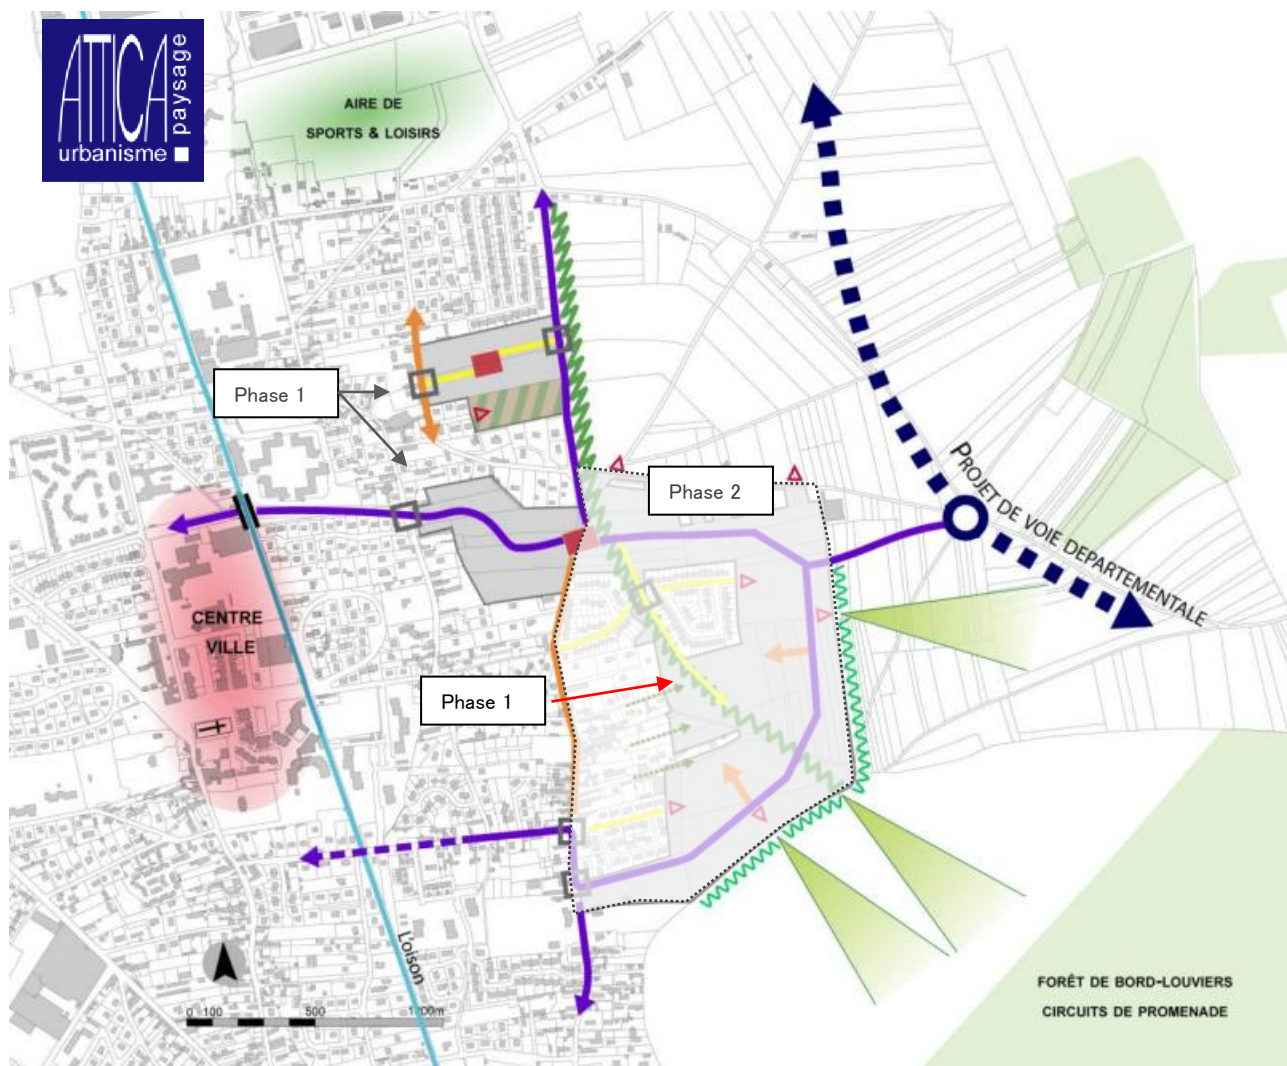 ATTICA
urbanisme
paysage
AIRE DE
SPORTS & LOISIRS
Phase 1
Phase 2
PROJET DE VOIE DEPARTEMENTALE
CENTRE
VILLE
Phase 1
L'oison
FORÊT DE BORD-LOUVIERS
CIRCUITS DE PROMENADE
0 100 500 1000m